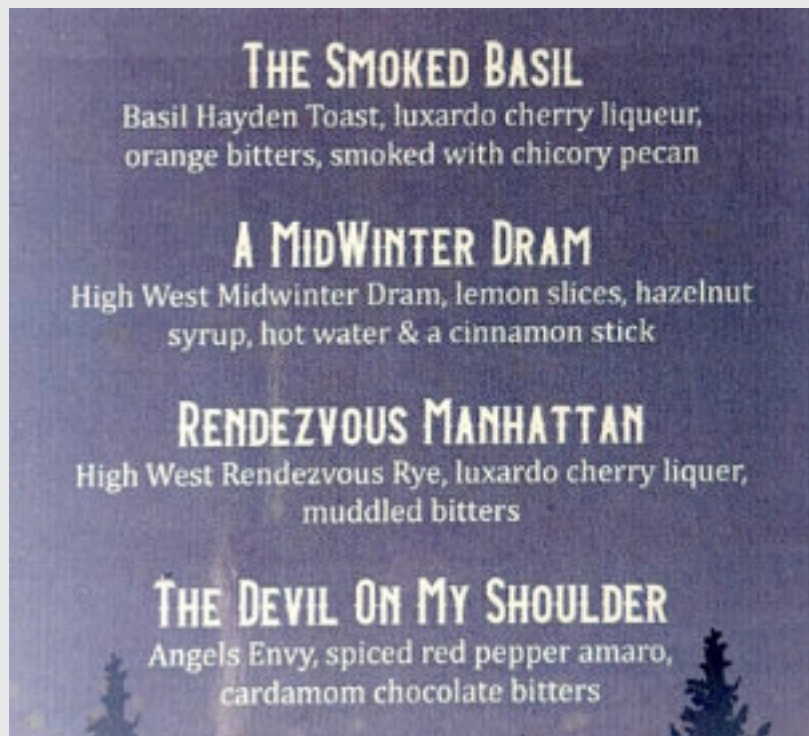 The Smoked Basil
Basil Hayden Toast, luxardo cherry liqueur,
orange bitters, smoked with chicory pecan
A MidWinter Dram
High West Midwinter Dram, lemon slices, hazelnut
syrup, hot water & a cinnamon stick
Rendezvous Manhattan
High West Rendezvous Rye, luxardo cherry liquer,
muddled bitters
The Devil On My Shoulder
Angels Envy, spiced red pepper amaro,
cardamom chocolate bitters